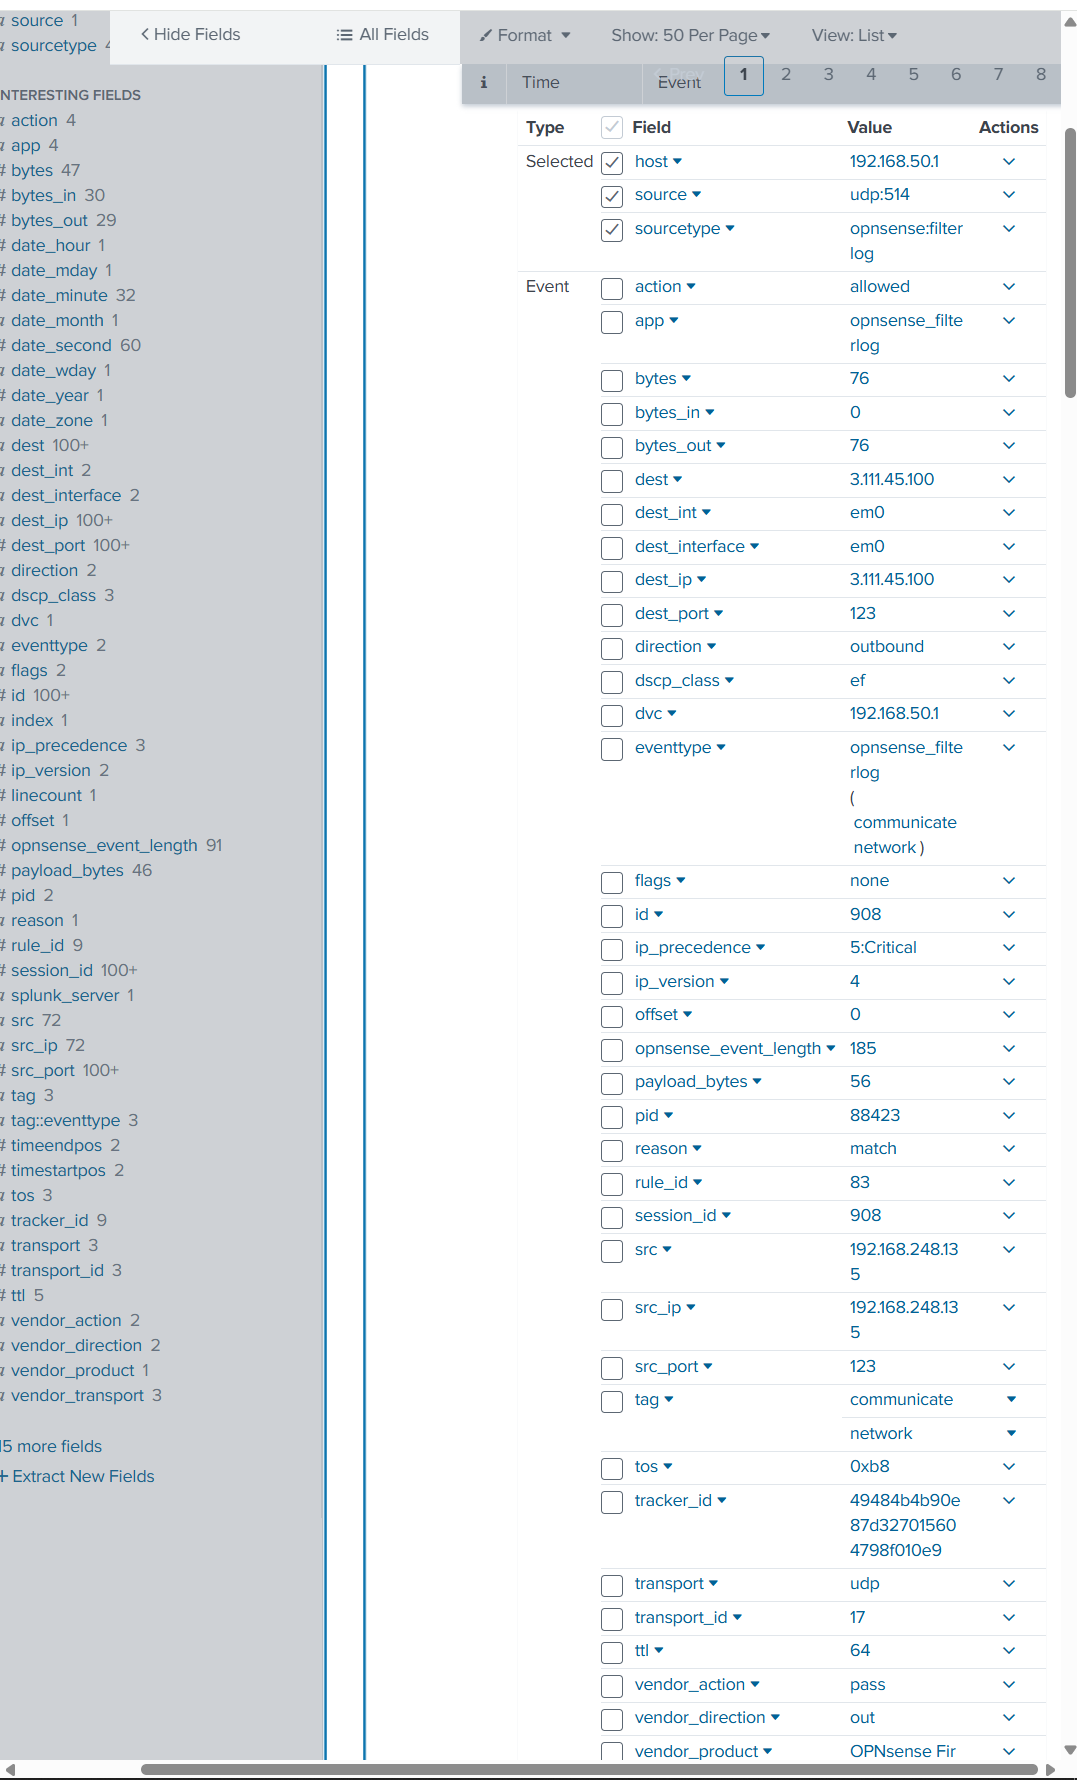 source 1
sourcetype
Hide Fields
All Fields
Format
Show: 50 Per Page
View: List
i
Time
Event
Prev
1
2
3
4
5
6
7
8
NTERESTING FIELDS
a action 4
a app 4
# bytes 47
# bytes_in 30
# bytes_out 29
# date_hour 1
# date_mday 1
# date_minute 32
a date_month 1
# date_second 60
a date_wday 1
# date_year 1
a date_zone 1
a dest 100+
a dest_int 2
a dest_interface 2
a dest_ip 100+
# dest_port 100+
a direction 2
a dscp_class 3
a dvc 1
a eventtype 2
a flags 2
# id 100+
a index 1
a ip_precedence 3
# ip_version 2
# linecount 1
# offset 1
# opnsense_event_length 91
# payload_bytes 46
# pid 2
a reason 1
# rule_id 9
# session_id 100+
a splunk_server 1
a src 72
a src_ip 72
# src_port 100+
a tag 3
a tag::eventtype 3
# timeendpos 2
# timestartpos 2
a tos 3
a tracker_id 9
a transport 3
# transport_id 3
# ttl 5
a vendor_action 2
a vendor_direction 2
a vendor_product 1
a vendor_transport 3
15 more fields
+ Extract New Fields
Type
Field
Value
Actions
Selected
host
192.168.50.1
source
udp:514
sourcetype
opnsense:filter
log
Event
action
allowed
app
opnsense_filte
rlog
bytes
76
bytes_in
0
bytes_out
76
dest
3.111.45.100
dest_int
em0
dest_interface
em0
dest_ip
3.111.45.100
dest_port
123
direction
outbound
dscp_class
ef
dvc
192.168.50.1
eventtype
opnsense_filte
rlog
(
communicate
network )
flags
none
id
908
ip_precedence
5:Critical
ip_version
4
offset
0
opnsense_event_length
185
payload_bytes
56
pid
88423
reason
match
rule_id
83
session_id
908
src
192.168.248.13
5
src_ip
192.168.248.13
5
src_port
123
tag
communicate
network
tos
0xb8
tracker_id
49484b4b90e
87d32701560
4798f010e9
transport
udp
transport_id
17
ttl
64
vendor_action
pass
vendor_direction
out
vendor_product
OPNsense Fir